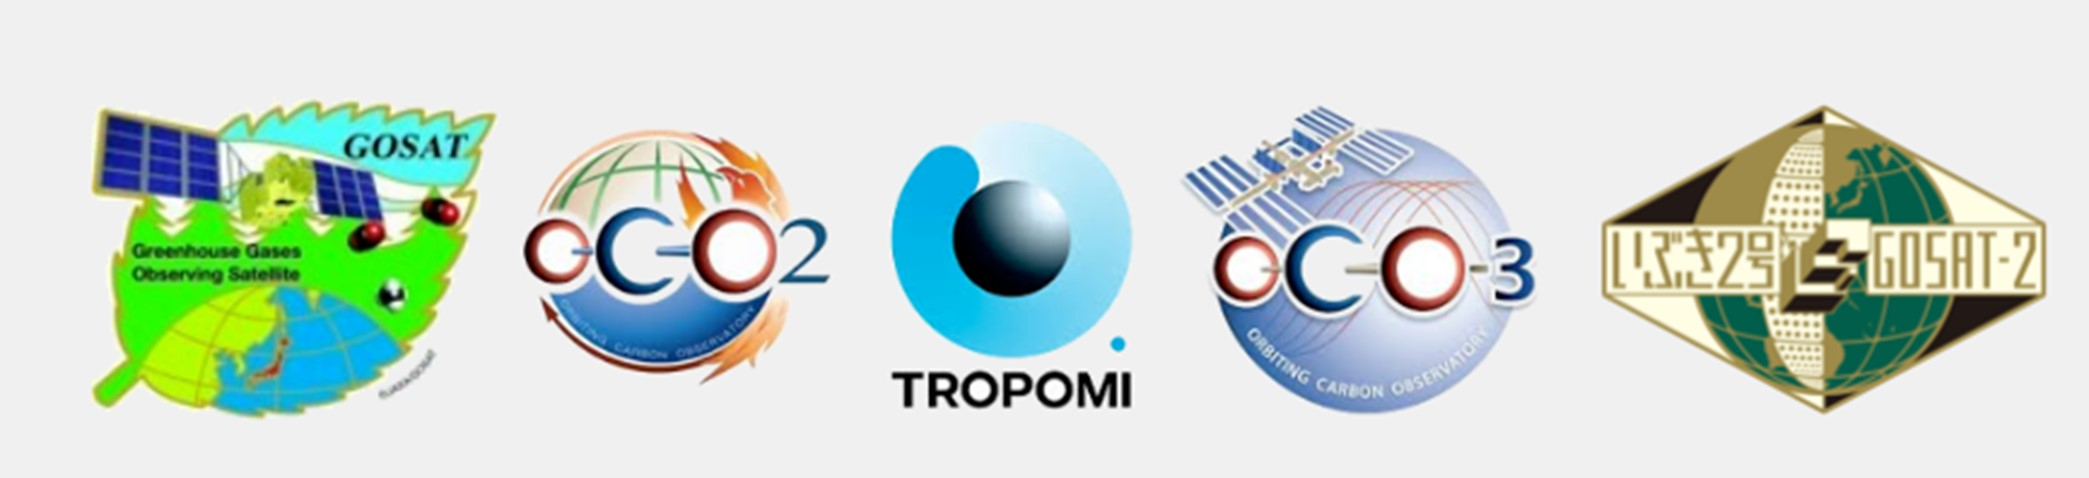 GOSAT
Greenhouse Gases
Observing Satellite
OCO2
ORBITING CARBON OBSERVATORY
TROPOMI
OCO-3
ORBITING CARBON OBSERVATORY
いぶき2号
GOSAT-2